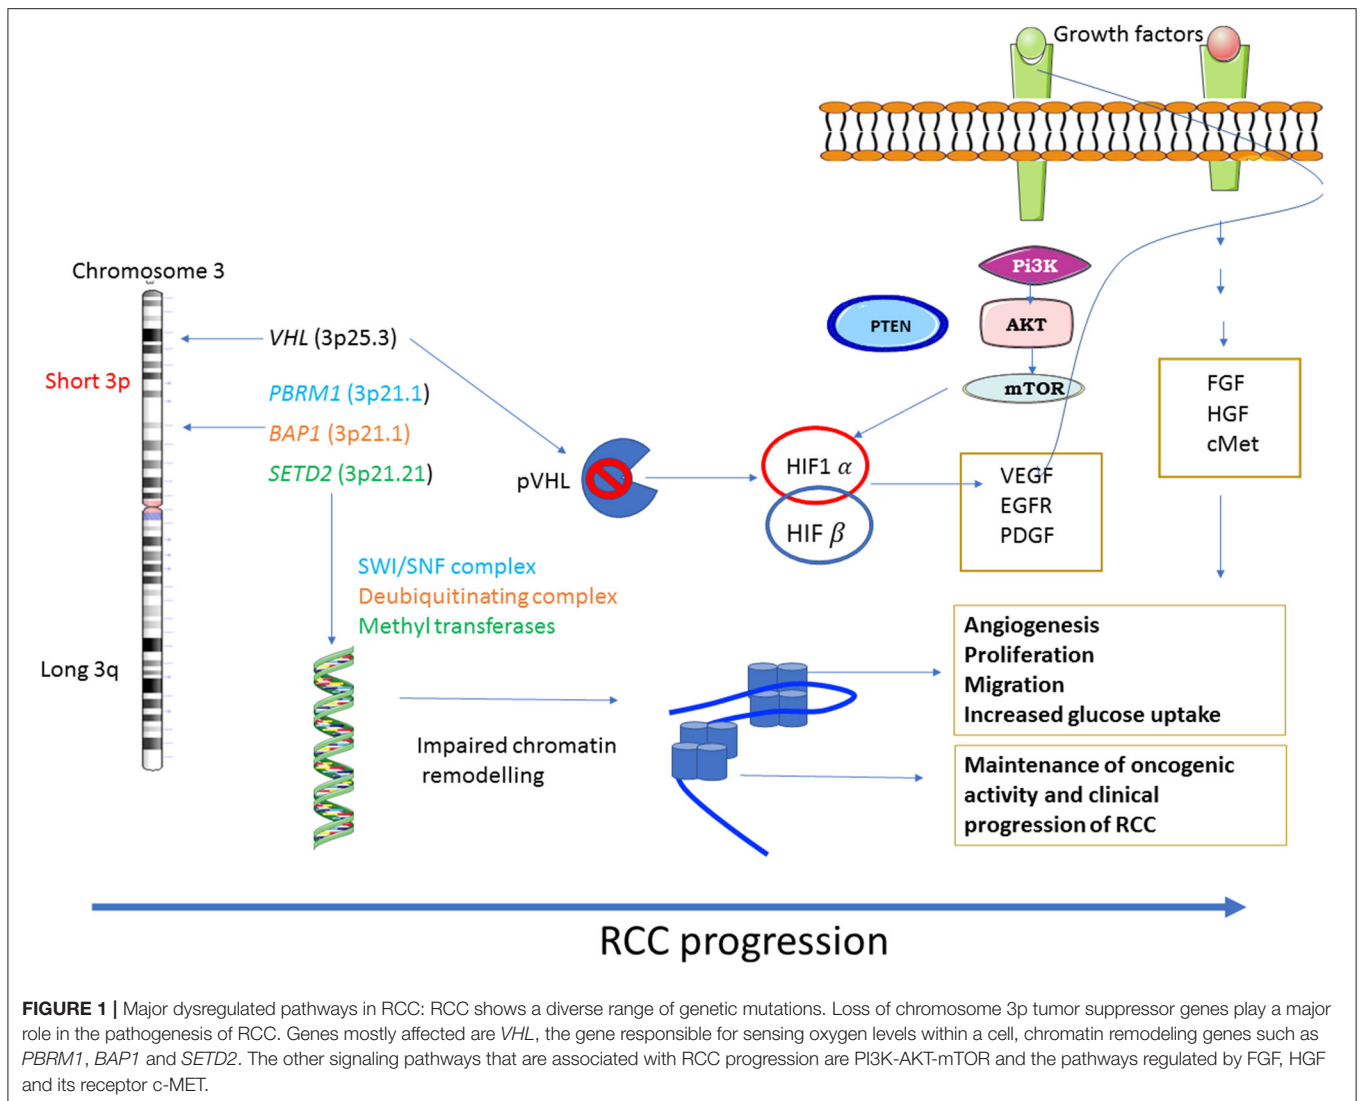 Growth factors
Chromosome 3
Pi3K
PTEN
AKT
VHL (3p25.3)
Short 3p
PBRM1 (3p21.1)
mTOR
FGF
HGF
cMet
BAP1 (3p21.1)
SETD2 (3p21.21)
pVHL
HIF1 α
HIF β
VEGF
EGFR
PDGF
SWI/SNF complex
Deubiquitinating complex
Methyl transferases
Long 3q
Angiogenesis
Proliferation
Migration
Increased glucose uptake
Impaired chromatin
remodelling
Maintenance of oncogenic
activity and clinical
progression of RCC
RCC progression
FIGURE 1 | Major dysregulated pathways in RCC: RCC shows a diverse range of genetic mutations. Loss of chromosome 3p tumor suppressor genes play a major
role in the pathogenesis of RCC. Genes mostly affected are VHL, the gene responsible for sensing oxygen levels within a cell, chromatin remodeling genes such as
PBRM1, BAP1 and SETD2. The other signaling pathways that are associated with RCC progression are PI3K-AKT-mTOR and the pathways regulated by FGF, HGF
and its receptor c-MET.